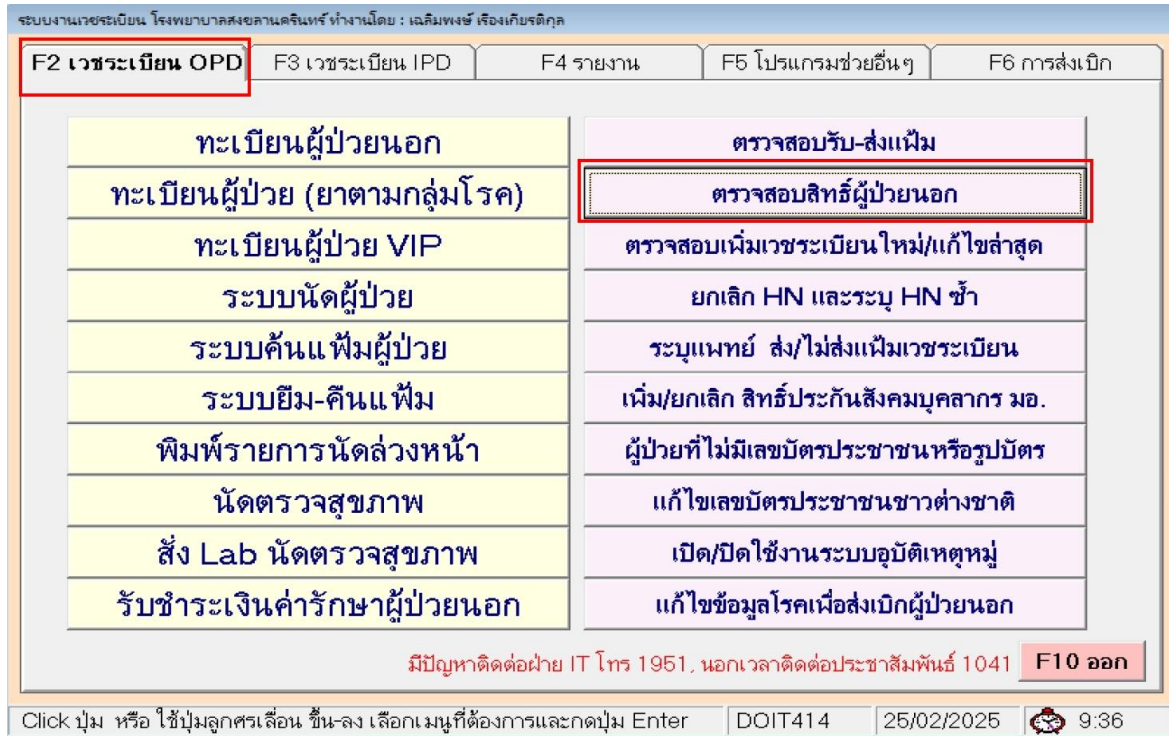 ระบบงานเวชระเบียน โรงพยาบาลสงขลานครินทร์ ทำงานโดย : เฉลิมพงษ์ เรืองเกียรติกุล
F2 เวชระเบียน OPD F3 เวชระเบียน IPD F4 รายงาน F5 โปรแกรมช่วยอื่นๆ F6 การส่งเบิก
ทะเบียนผู้ป่วยนอก ตรวจสอบรับ-ส่งแฟ้ม
ทะเบียนผู้ป่วย (ยาตามกลุ่มโรค) ตรวจสอบสิทธิ์ผู้ป่วยนอก
ทะเบียนผู้ป่วย VIP ตรวจสอบเพิ่มเวชระเบียนใหม่/แก้ไขล่าสุด
ระบบนัดผู้ป่วย ยกเลิก HN และระบุ HN ซ้ำ
ระบบค้นแฟ้มผู้ป่วย ระบุแพทย์ ส่ง/ไม่ส่งแฟ้มเวชระเบียน
ระบบยืม-คืนแฟ้ม เพิ่ม/ยกเลิก สิทธิ์ประกันสังคมบุคลากร มอ.
พิมพ์รายการนัดล่วงหน้า ผู้ป่วยที่ไม่มีเลขบัตรประชาชนหรือรูปบัตร
นัดตรวจสุขภาพ แก้ไขเลขบัตรประชาชนชาวต่างชาติ
สั่ง Lab นัดตรวจสุขภาพ เปิด/ปิดใช้งานระบบอุบัติเหตุหมู่
รับชำระเงินค่ารักษาผู้ป่วยนอก แก้ไขข้อมูลโรคเพื่อส่งเบิกผู้ป่วยนอก
มีปัญหาติดต่อฝ่าย IT โทร 1951, นอกเวลาติดต่อประชาสัมพันธ์ 1041 F10 ออก
Click ปุ่ม หรือ ใช้ปุ่มลูกศรเลื่อน ขึ้น-ลง เลือกเมนูที่ต้องการและกดปุ่ม Enter DOIT414 25/02/2025 9:36